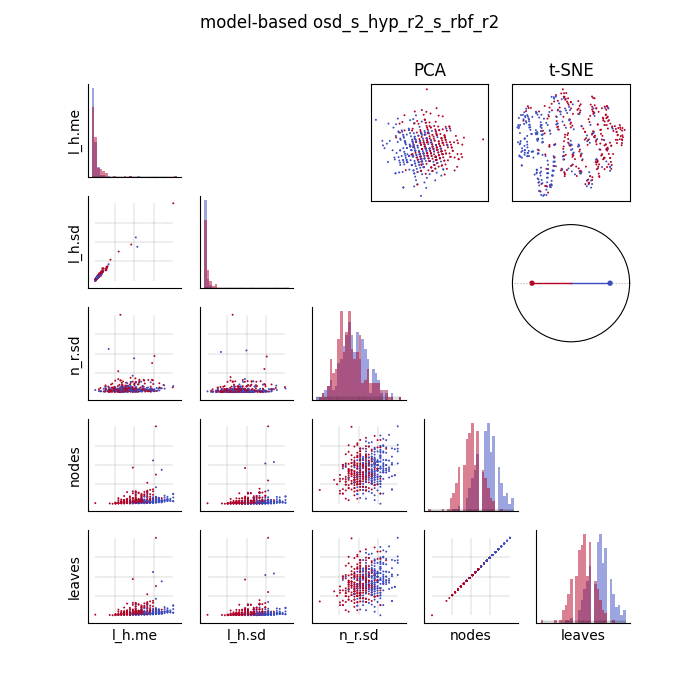 model-based osd_s_hyp_r2_s_rbf_r2
PCA
t-SNE
l_h.me
l_h.sd
n_r.sd
nodes
leaves
l_h.me
l_h.sd
n_r.sd
nodes
leaves